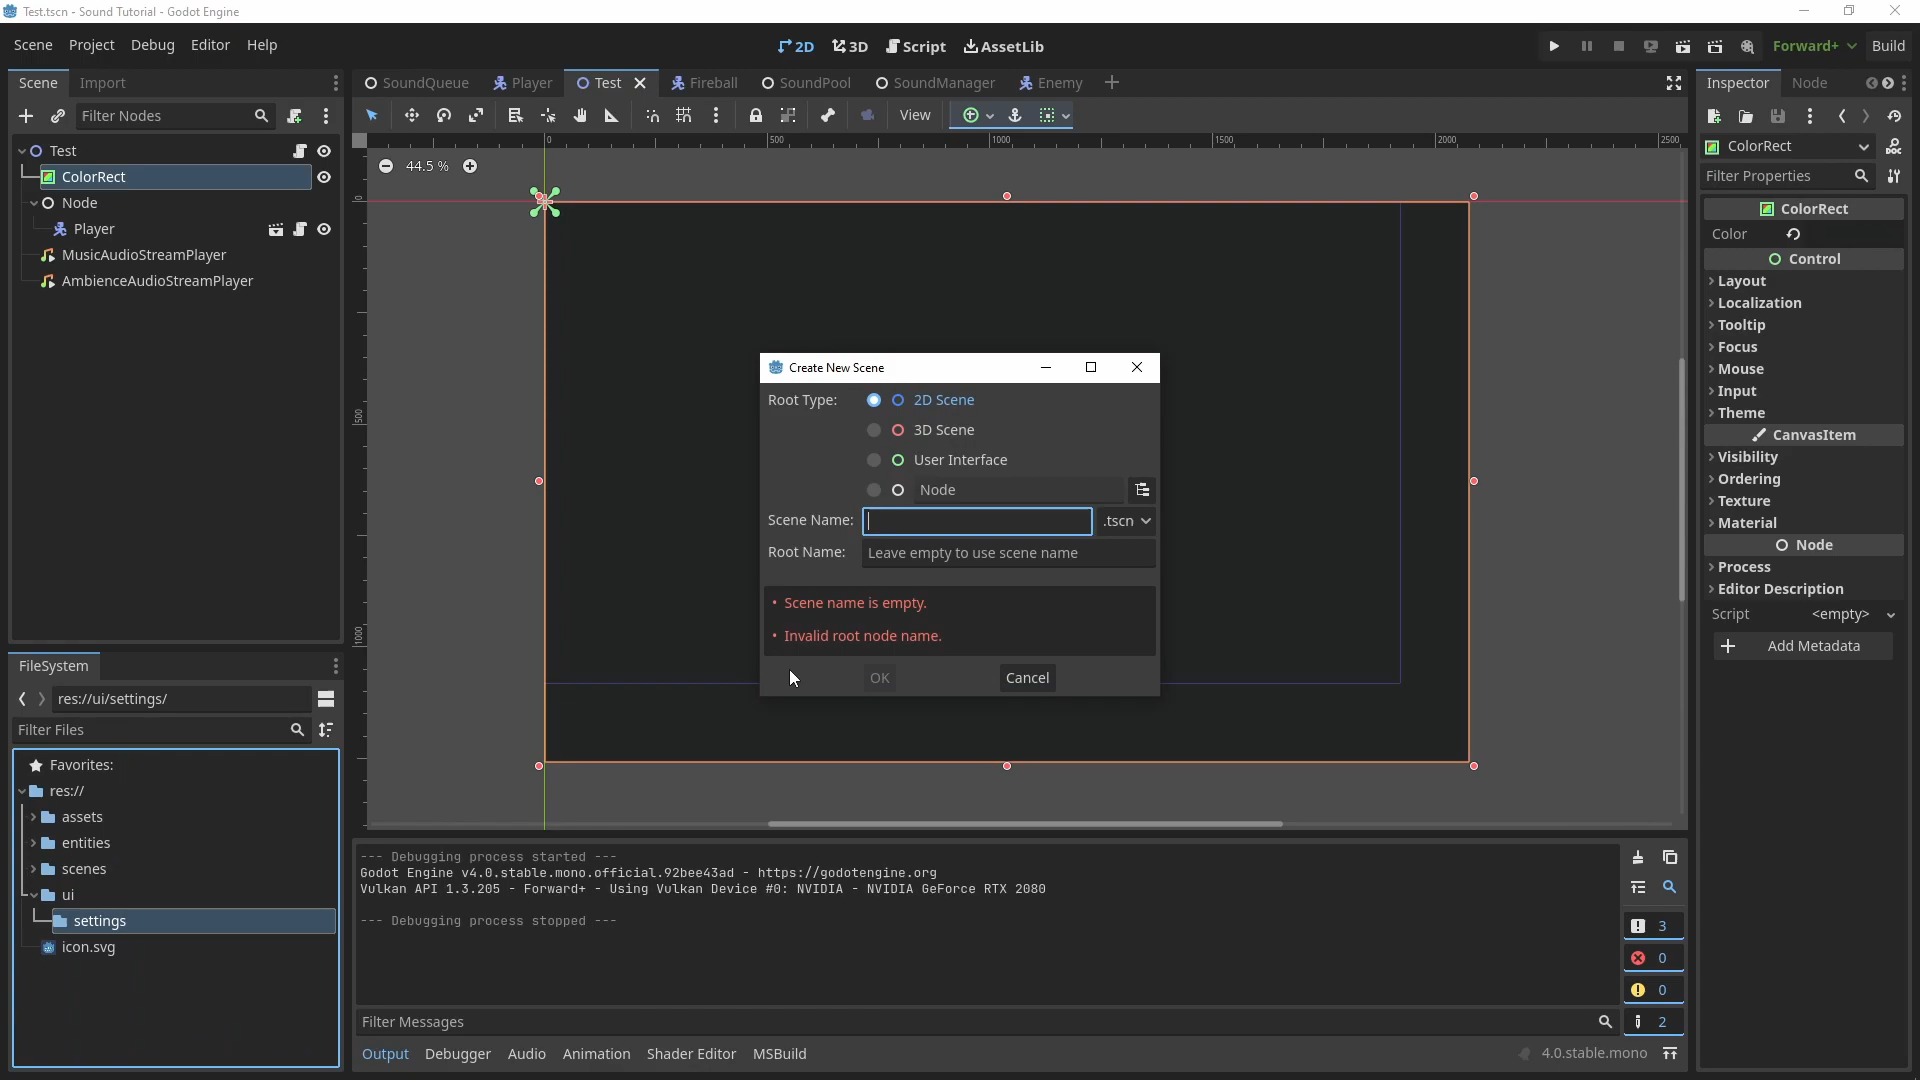 Test.tscn - Sound Tutorial - Godot Engine
Scene Project Debug Editor Help
2D 3D Script AssetLib
Forward+ Build
Scene Import
SoundQueue Player Test Fireball SoundPool SoundManager Enemy
Inspector Node
Filter Nodes
View
0 500 1000 1500 2000 2500
Test
ColorRect
Node
Player
MusicAudioStreamPlayer
AmbienceAudioStreamPlayer
44.5 %
0
500
1000
Create New Scene
Root Type:
2D Scene
3D Scene
User Interface
Node
Scene Name:
.tscn
Root Name:
Leave empty to use scene name
• Scene name is empty.
• Invalid root node name.
OK
Cancel
ColorRect
DOC
Filter Properties
ColorRect
Color
Control
Layout
Localization
Tooltip
Focus
Mouse
Input
Theme
CanvasItem
Visibility
Ordering
Texture
Material
Node
Process
Editor Description
Script <empty>
Add Metadata
FileSystem
res://ui/settings/
Filter Files
Favorites:
res://
assets
entities
scenes
ui
settings
icon.svg
--- Debugging process started ---
Godot Engine v4.0.stable.mono.official.92bee43ad - https://godotengine.org
Vulkan API 1.3.205 - Forward+ - Using Vulkan Device #0: NVIDIA - NVIDIA GeForce RTX 2080
--- Debugging process stopped ---
3
0
0
2
Filter Messages
Output Debugger Audio Animation Shader Editor MSBuild
4.0.stable.mono